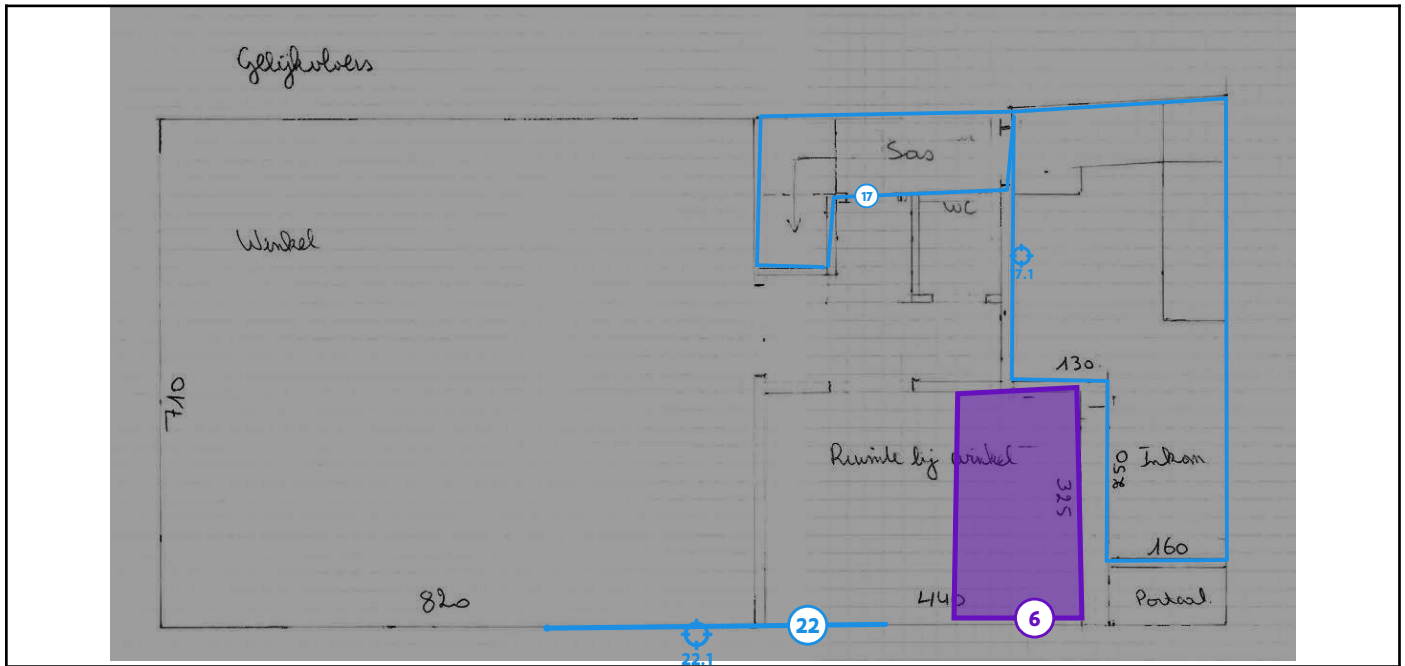 Gelijkvloers
Sas
17
WC
Winkel
7.1
130
710
Ruimte bij winkel
325
250
Inkom
160
820
440
Portaal
22
6
22.1